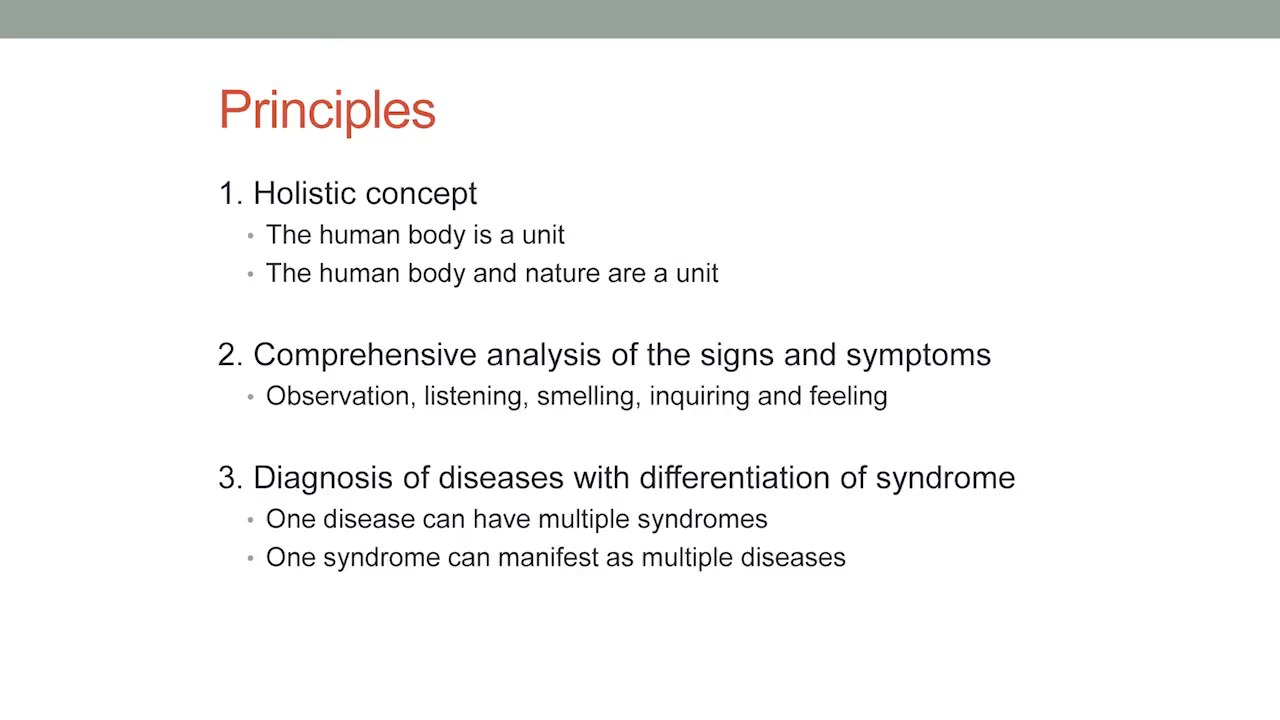 Principles
1. Holistic concept
• The human body is a unit
• The human body and nature are a unit
2. Comprehensive analysis of the signs and symptoms
• Observation, listening, smelling, inquiring and feeling
3. Diagnosis of diseases with differentiation of syndrome
• One disease can have multiple syndromes
• One syndrome can manifest as multiple diseases